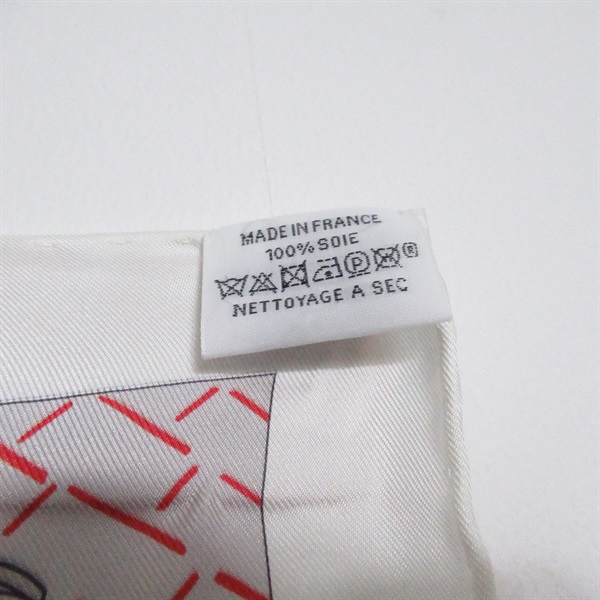 MADE IN FRANCE
100% SOIE
P ®
NETTOYAGE A SEC